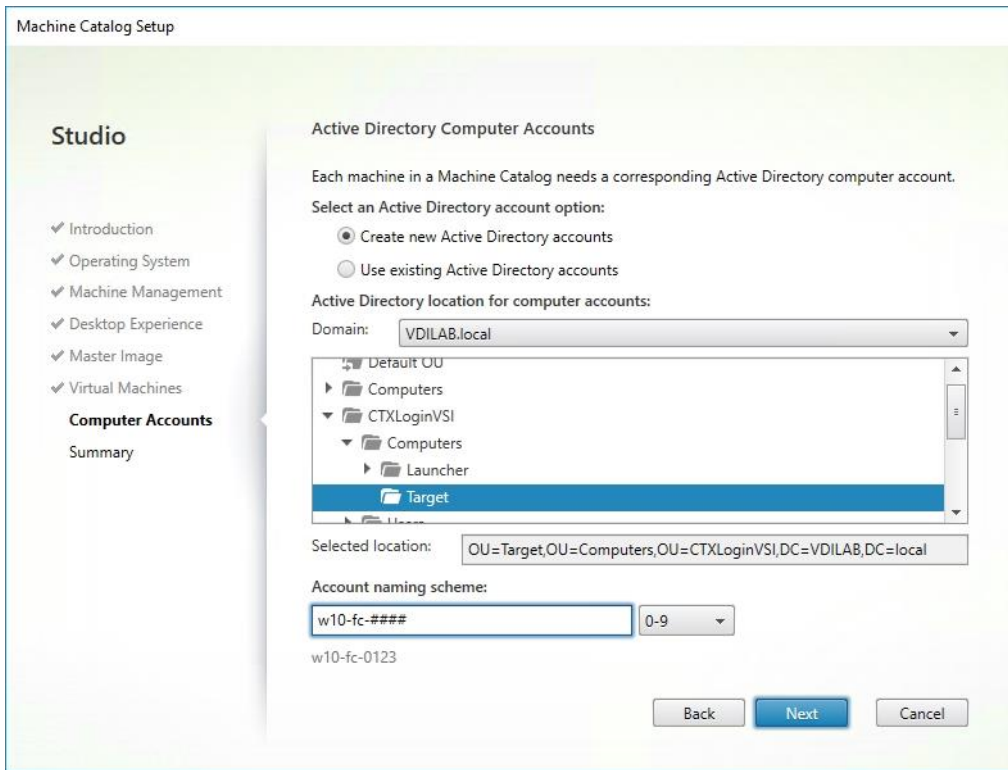 Machine Catalog Setup
Studio
Introduction
Operating System
Machine Management
Desktop Experience
Master Image
Virtual Machines
Computer Accounts
Summary
Active Directory Computer Accounts
Each machine in a Machine Catalog needs a corresponding Active Directory computer account.
Select an Active Directory account option:
Create new Active Directory accounts
Use existing Active Directory accounts
Active Directory location for computer accounts:
Domain: VDILAB.local
Default OU
Computers
CTXLoginVSI
Computers
Launcher
Target
Users
Selected location: OU=Target,OU=Computers,OU=CTXLoginVSI,DC=VDILAB,DC=local
Account naming scheme:
w10-fc-#### 0-9
w10-fc-0123
Back Next Cancel